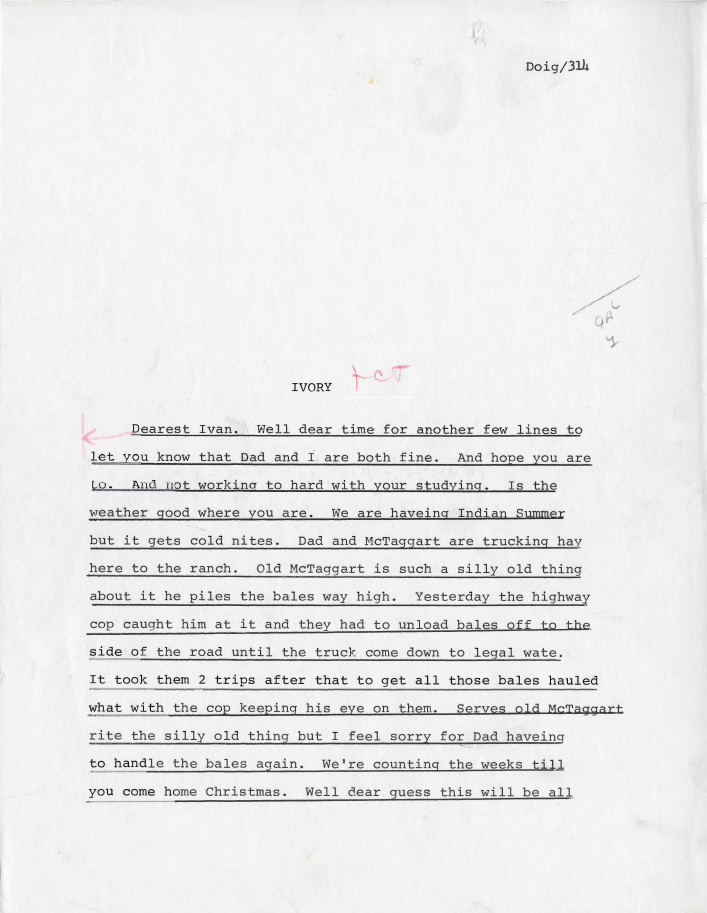 Doig/314
IVORY
Dearest Ivan.  Well dear time for another few lines to
let you know that Dad and I are both fine.  And hope you are
to.  And not working to hard with your studying.  Is the
weather good where you are.  We are haveing Indian Summer
but it gets cold nites.  Dad and McTaggart are trucking hay
here to the ranch.  Old McTaggart is such a silly old thing
about it he piles the bales way high.  Yesterday the highway
cop caught him at it and they had to unload bales off to the
side of the road until the truck come down to legal wate.
It took them 2 trips after that to get all those bales hauled
what with the cop keeping his eye on them.  Serves old McTaggart
rite the silly old thing but I feel sorry for Dad haveing
to handle the bales again.  We're counting the weeks till
you come home Christmas.  Well dear guess this will be all